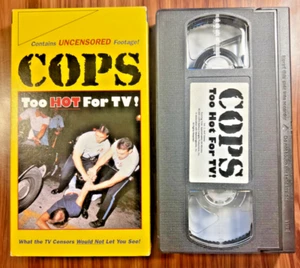 Contains UNCENSORED Footage!
COPS
Too HOT For TV!
What the TV Censors Would Not Let You See!
COPS
Too Hot For TV!